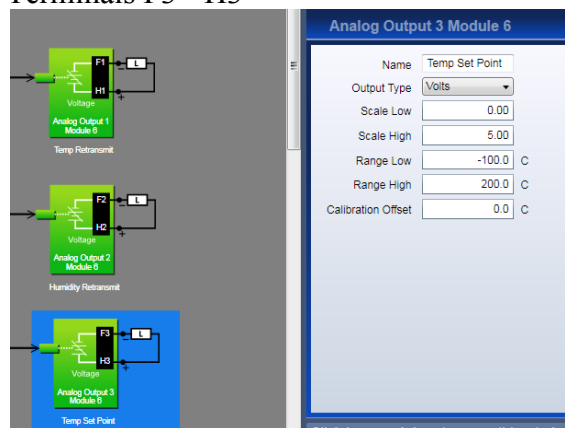 Terminals F3 - H3
F1
L
H1
Voltage
Analog Output 1
Module 6
Temp Retransmit
F2
L
H2
Voltage
Analog Output 2
Module 6
Humidity Retransmit
F3
L
H3
Voltage
Analog Output 3
Module 6
Temp Set Point
Analog Output 3 Module 6
Name Temp Set Point
Output Type Volts
Scale Low 0.00
Scale High 5.00
Range Low -100.0 C
Range High 200.0 C
Calibration Offset 0.0 C